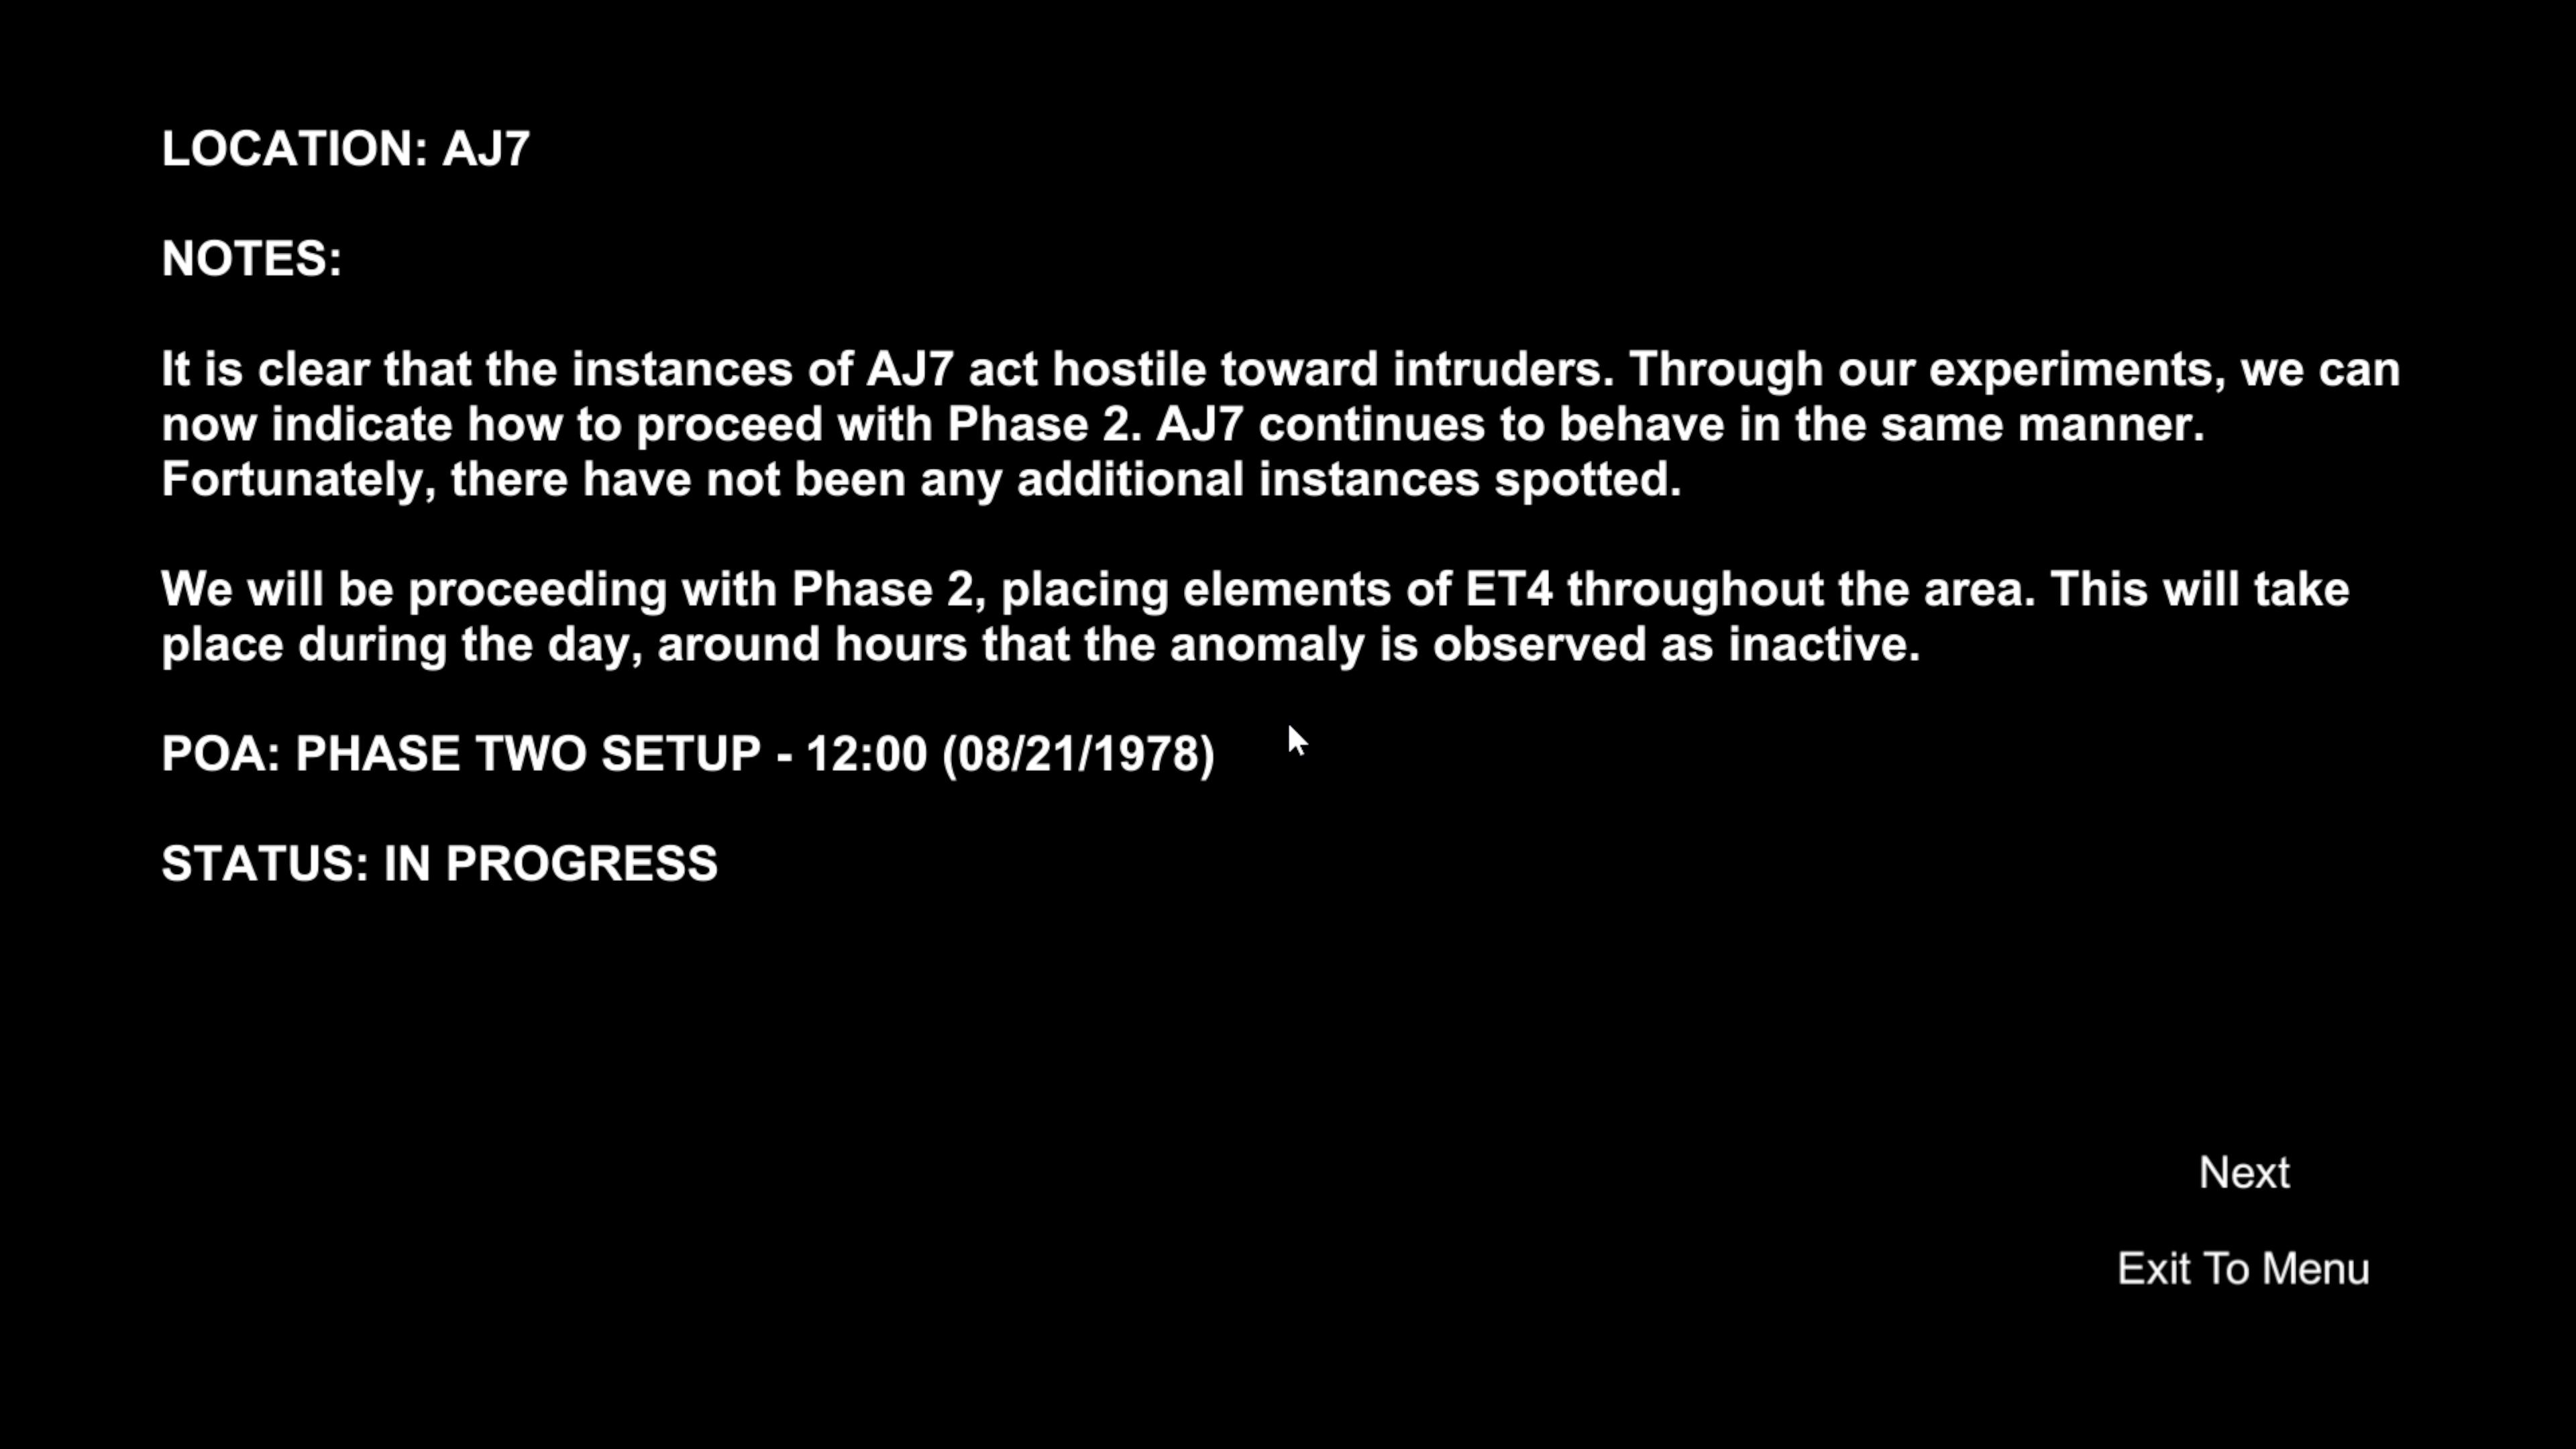 LOCATION: AJ7
NOTES:
It is clear that the instances of AJ7 act hostile toward intruders. Through our experiments, we can
now indicate how to proceed with Phase 2. AJ7 continues to behave in the same manner.
Fortunately, there have not been any additional instances spotted.
We will be proceeding with Phase 2, placing elements of ET4 throughout the area. This will take
place during the day, around hours that the anomaly is observed as inactive.
POA: PHASE TWO SETUP - 12:00 (08/21/1978)
STATUS: IN PROGRESS
Next
Exit To Menu